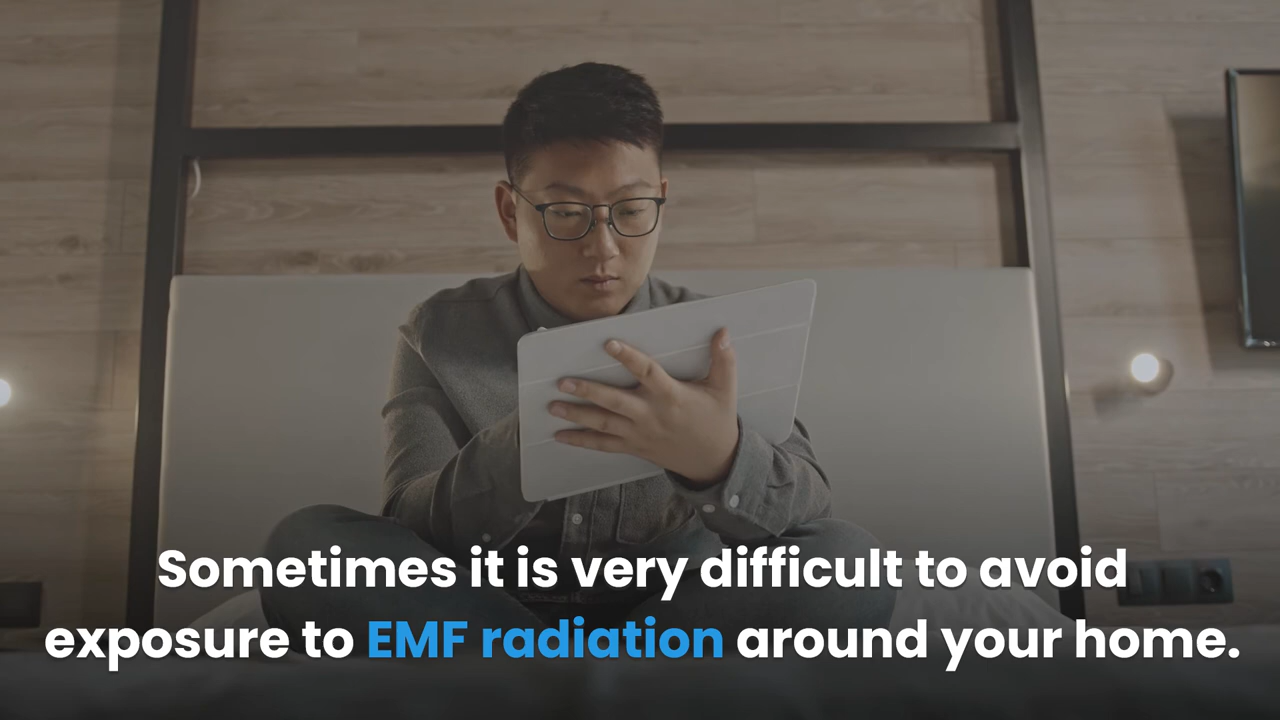 Sometimes it is very difficult to avoid
exposure to EMF radiation around your home.